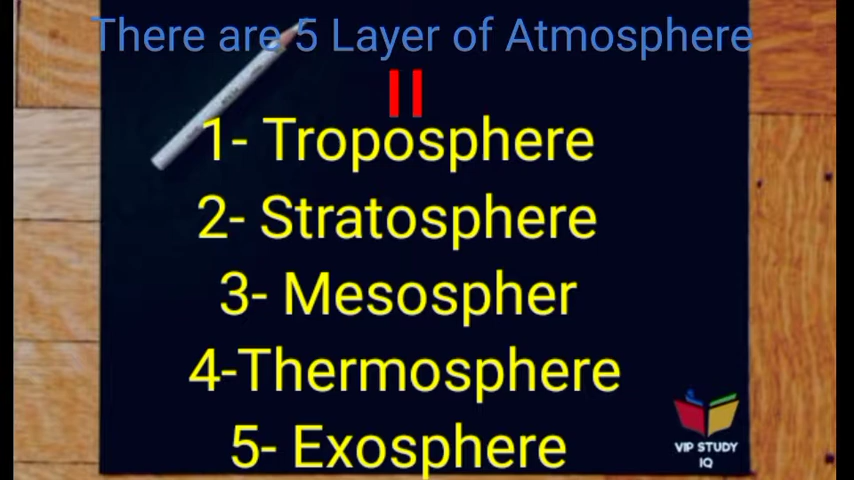 There are 5 Layer of Atmosphere
II
1- Troposphere
2- Stratosphere
3- Mesospher
4-Thermosphere
5- Exosphere
VIP STUDY
IQ